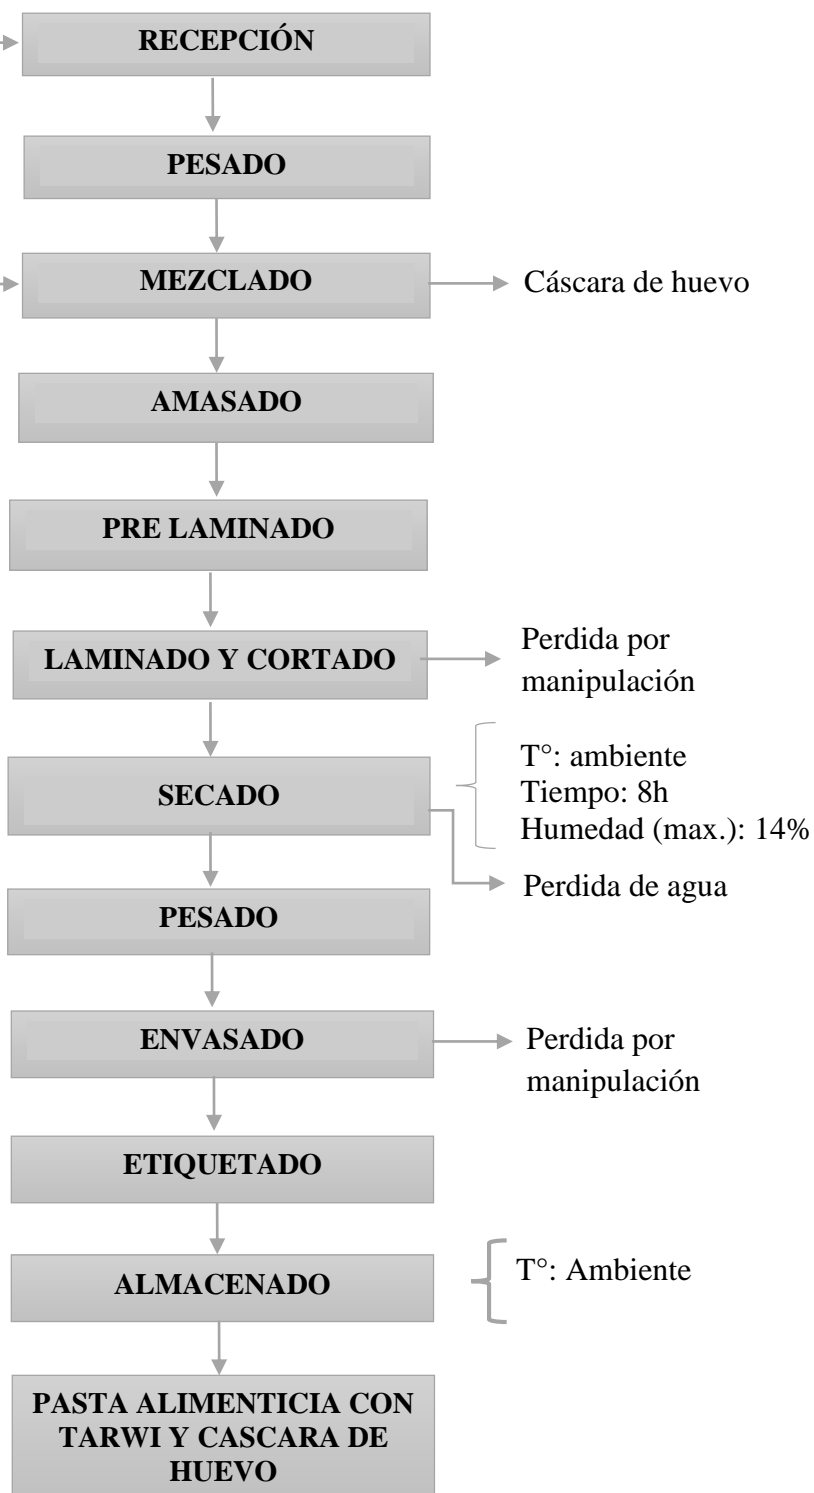 RECEPCIÓN
PESADO
MEZCLADO
Cáscara de huevo
AMASADO
PRE LAMINADO
LAMINADO Y CORTADO
Perdida por
manipulación
SECADO
T°: ambiente
Tiempo: 8h
Humedad (max.): 14%
Perdida de agua
PESADO
ENVASADO
Perdida por
manipulación
ETIQUETADO
ALMACENADO
T°: Ambiente
PASTA ALIMENTICIA CON
TARWI Y CASCARA DE
HUEVO